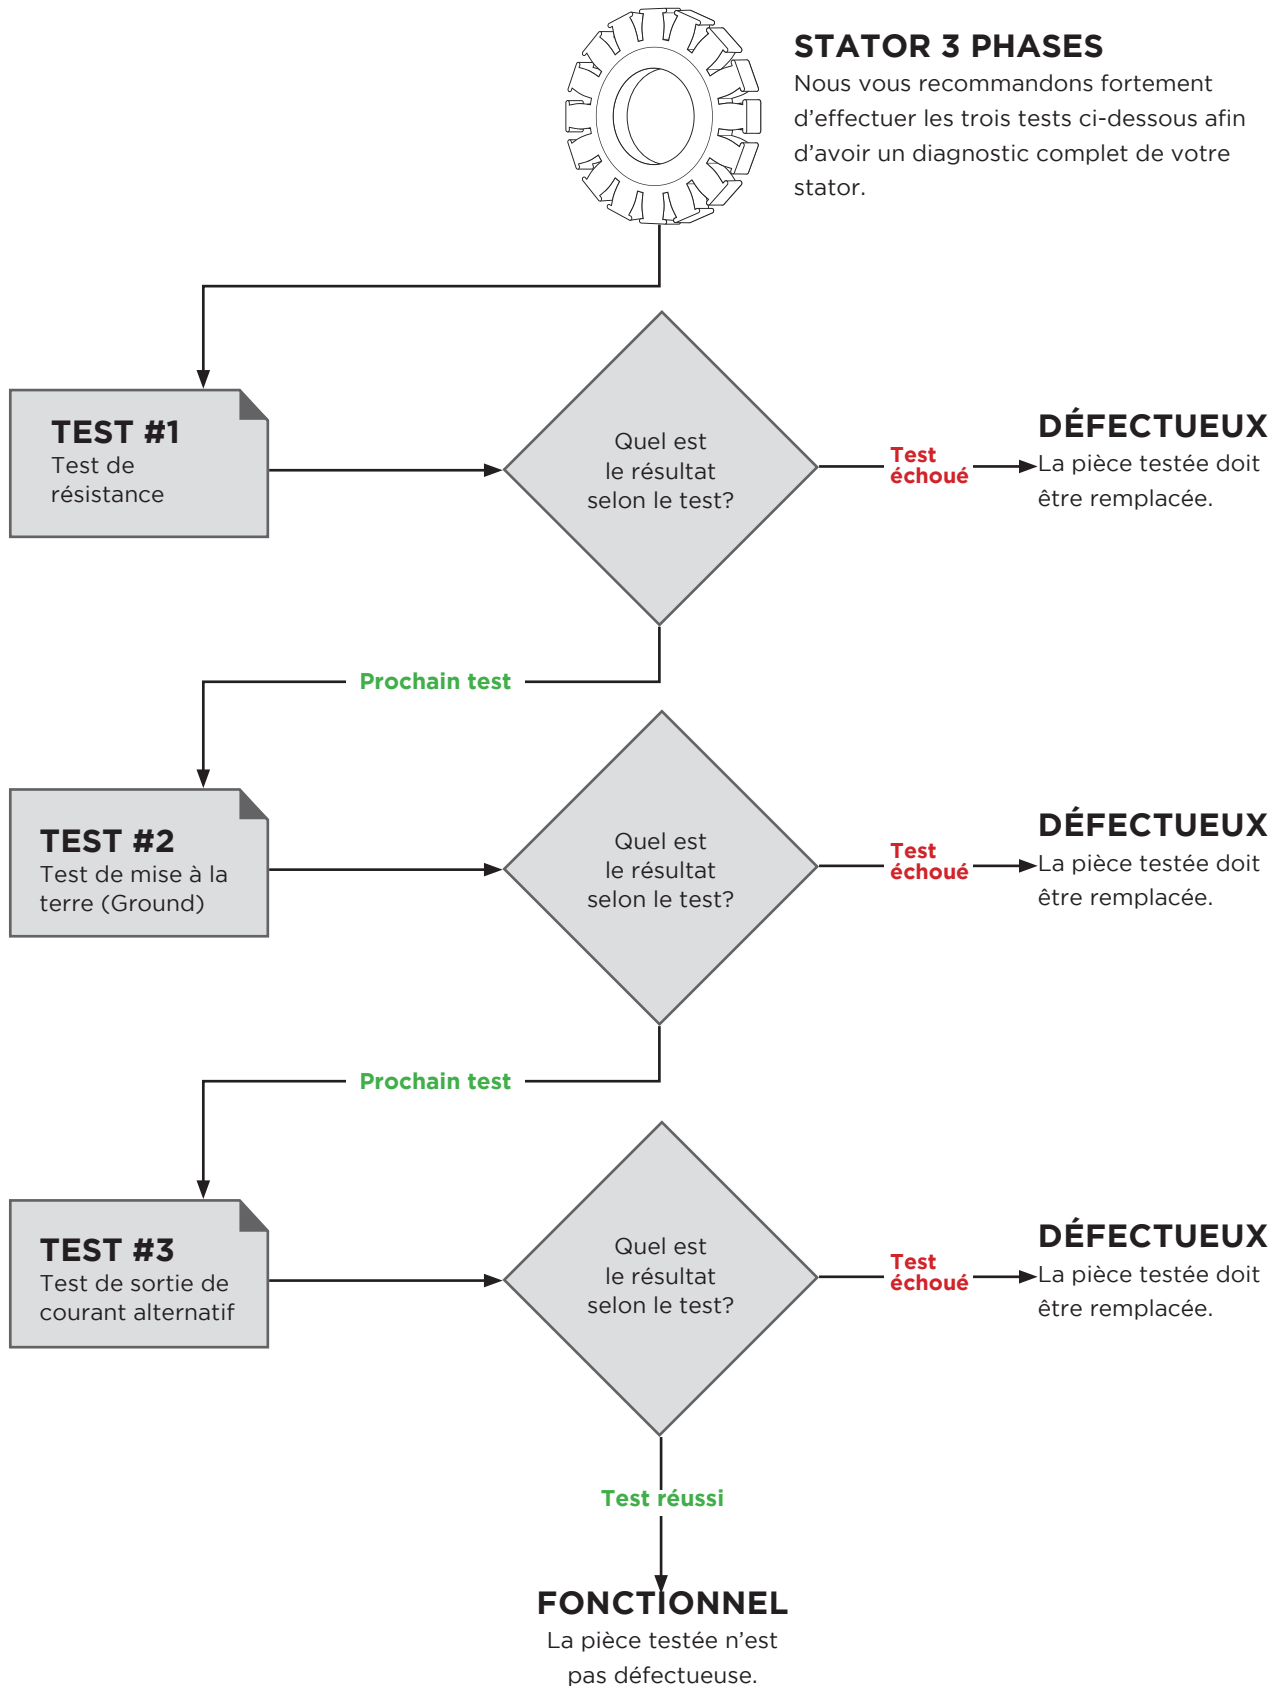 STATOR 3 PHASES
Nous vous recommandons fortement
d'effectuer les trois tests ci-dessous afin
d'avoir un diagnostic complet de votre
stator.
TEST #1
Test de
résistance
Quel est
le résultat
selon le test?
Test
échoué
DÉFECTUEUX
La pièce testée doit
être remplacée.
Prochain test
TEST #2
Test de mise à la
terre (Ground)
Quel est
le résultat
selon le test?
Test
échoué
DÉFECTUEUX
La pièce testée doit
être remplacée.
Prochain test
TEST #3
Test de sortie de
courant alternatif
Quel est
le résultat
selon le test?
Test
échoué
DÉFECTUEUX
La pièce testée doit
être remplacée.
Test réussi
FONCTIONNEL
La pièce testée n'est
pas défectueuse.